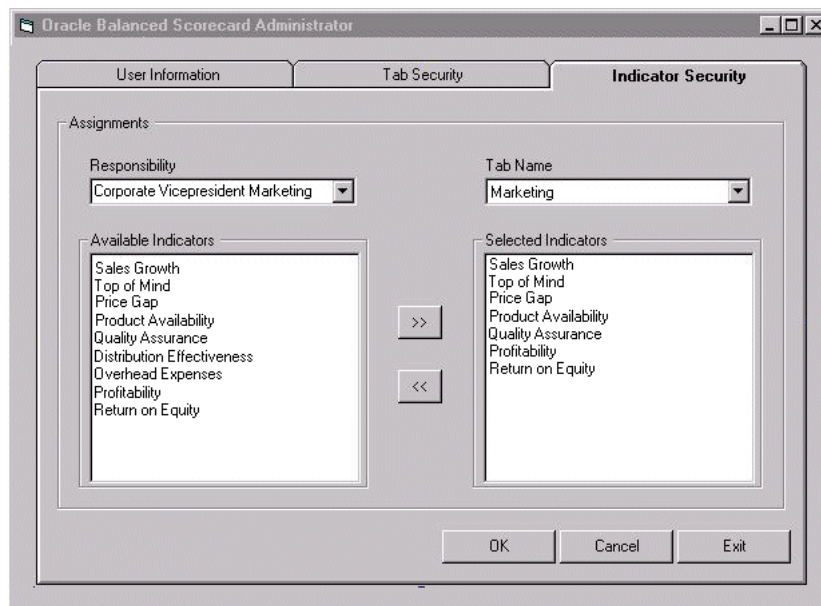 Oracle Balanced Scorecard Administrator
User Information
Tab Security
Indicator Security
Assignments
Responsibility
Corporate Vicepresident Marketing
Tab Name
Marketing
Available Indicators
Sales Growth
Top of Mind
Price Gap
Product Availability
Quality Assurance
Distribution Effectiveness
Overhead Expenses
Profitability
Return on Equity
>>
<<
Selected Indicators
Sales Growth
Top of Mind
Price Gap
Product Availability
Quality Assurance
Profitability
Return on Equity
OK
Cancel
Exit